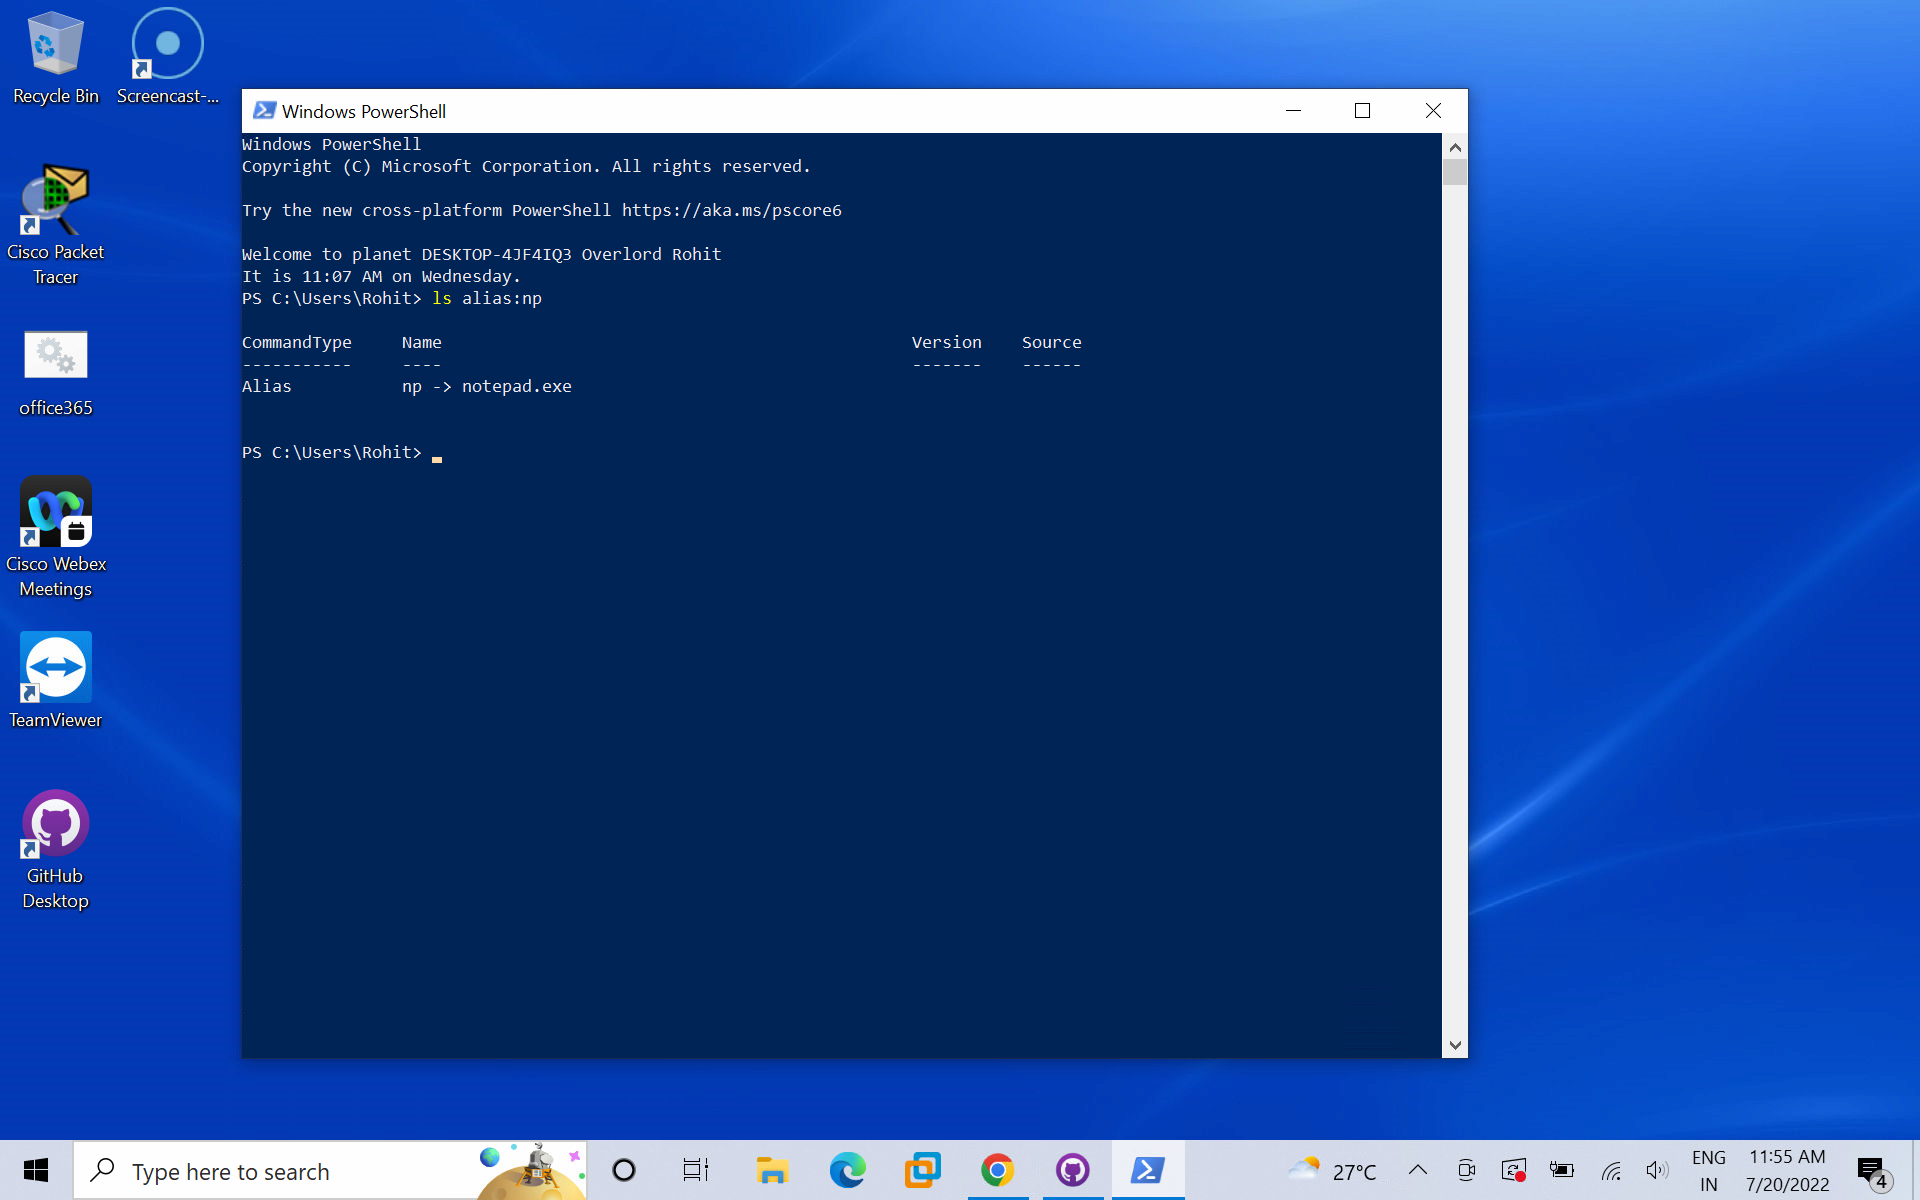 Recycle Bin
Screencast-...
Cisco Packet
Tracer
office365
Cisco Webex
Meetings
TeamViewer
GitHub
Desktop
Windows PowerShell
Windows PowerShell
Copyright (C) Microsoft Corporation. All rights reserved.
Try the new cross-platform PowerShell https://aka.ms/pscore6
Welcome to planet DESKTOP-4JF4IQ3 Overlord Rohit
It is 11:07 AM on Wednesday.
PS C:\Users\Rohit> ls alias:np
CommandType Name Version Source
----------- ---- ------- ------
Alias np -> notepad.exe
PS C:\Users\Rohit>
Type here to search
27°C
ENG
IN
11:55 AM
7/20/2022
4